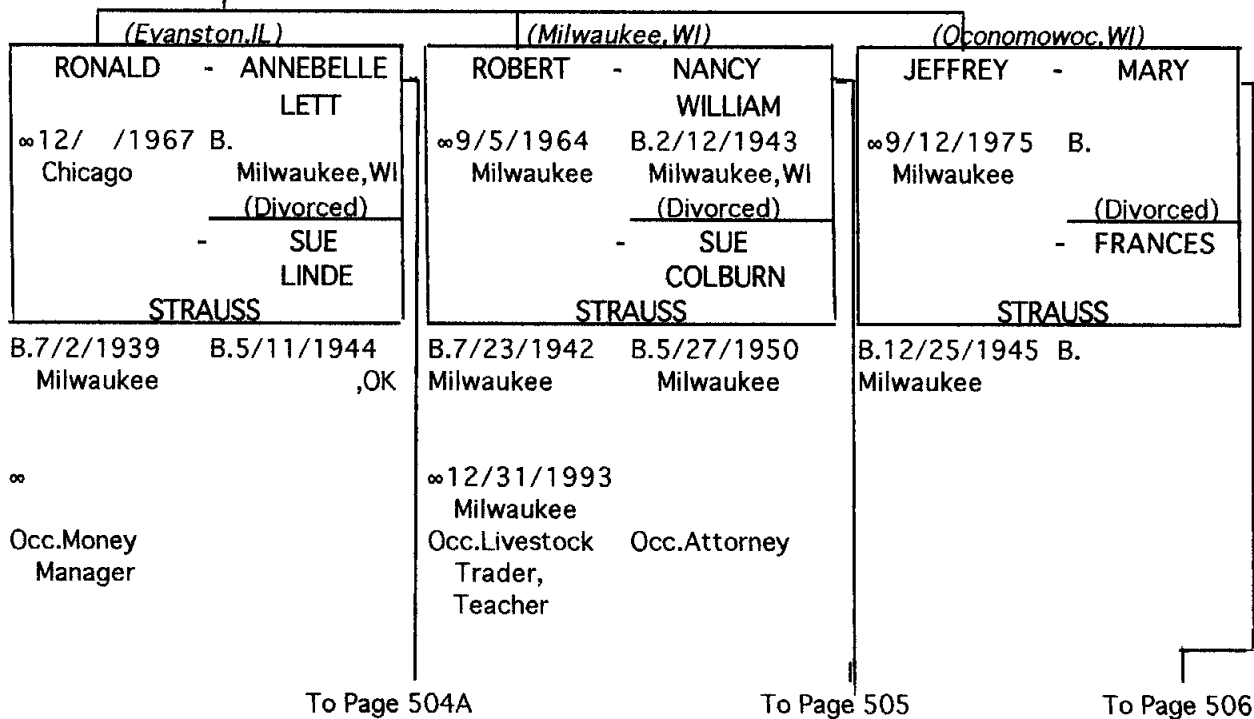 (Evanston,IL)
RONALD - ANNEBELLE
LETT
∞12/ /1967 B.
Chicago Milwaukee,WI
(Divorced)
- SUE
LINDE
STRAUSS
B.7/2/1939 B.5/11/1944
Milwaukee ,OK
∞
Occ.Money
Manager
To Page 504A
(Milwaukee,WI)
ROBERT - NANCY
WILLIAM
∞9/5/1964 B.2/12/1943
Milwaukee Milwaukee,WI
(Divorced)
- SUE
COLBURN
STRAUSS
B.7/23/1942 B.5/27/1950
Milwaukee Milwaukee
∞12/31/1993
Milwaukee
Occ.Livestock Occ.Attorney
Trader,
Teacher
To Page 505
(Oconomowoc,WI)
JEFFREY - MARY
∞9/12/1975 B.
Milwaukee
(Divorced)
- FRANCES
STRAUSS
B.12/25/1945 B.
Milwaukee
To Page 506